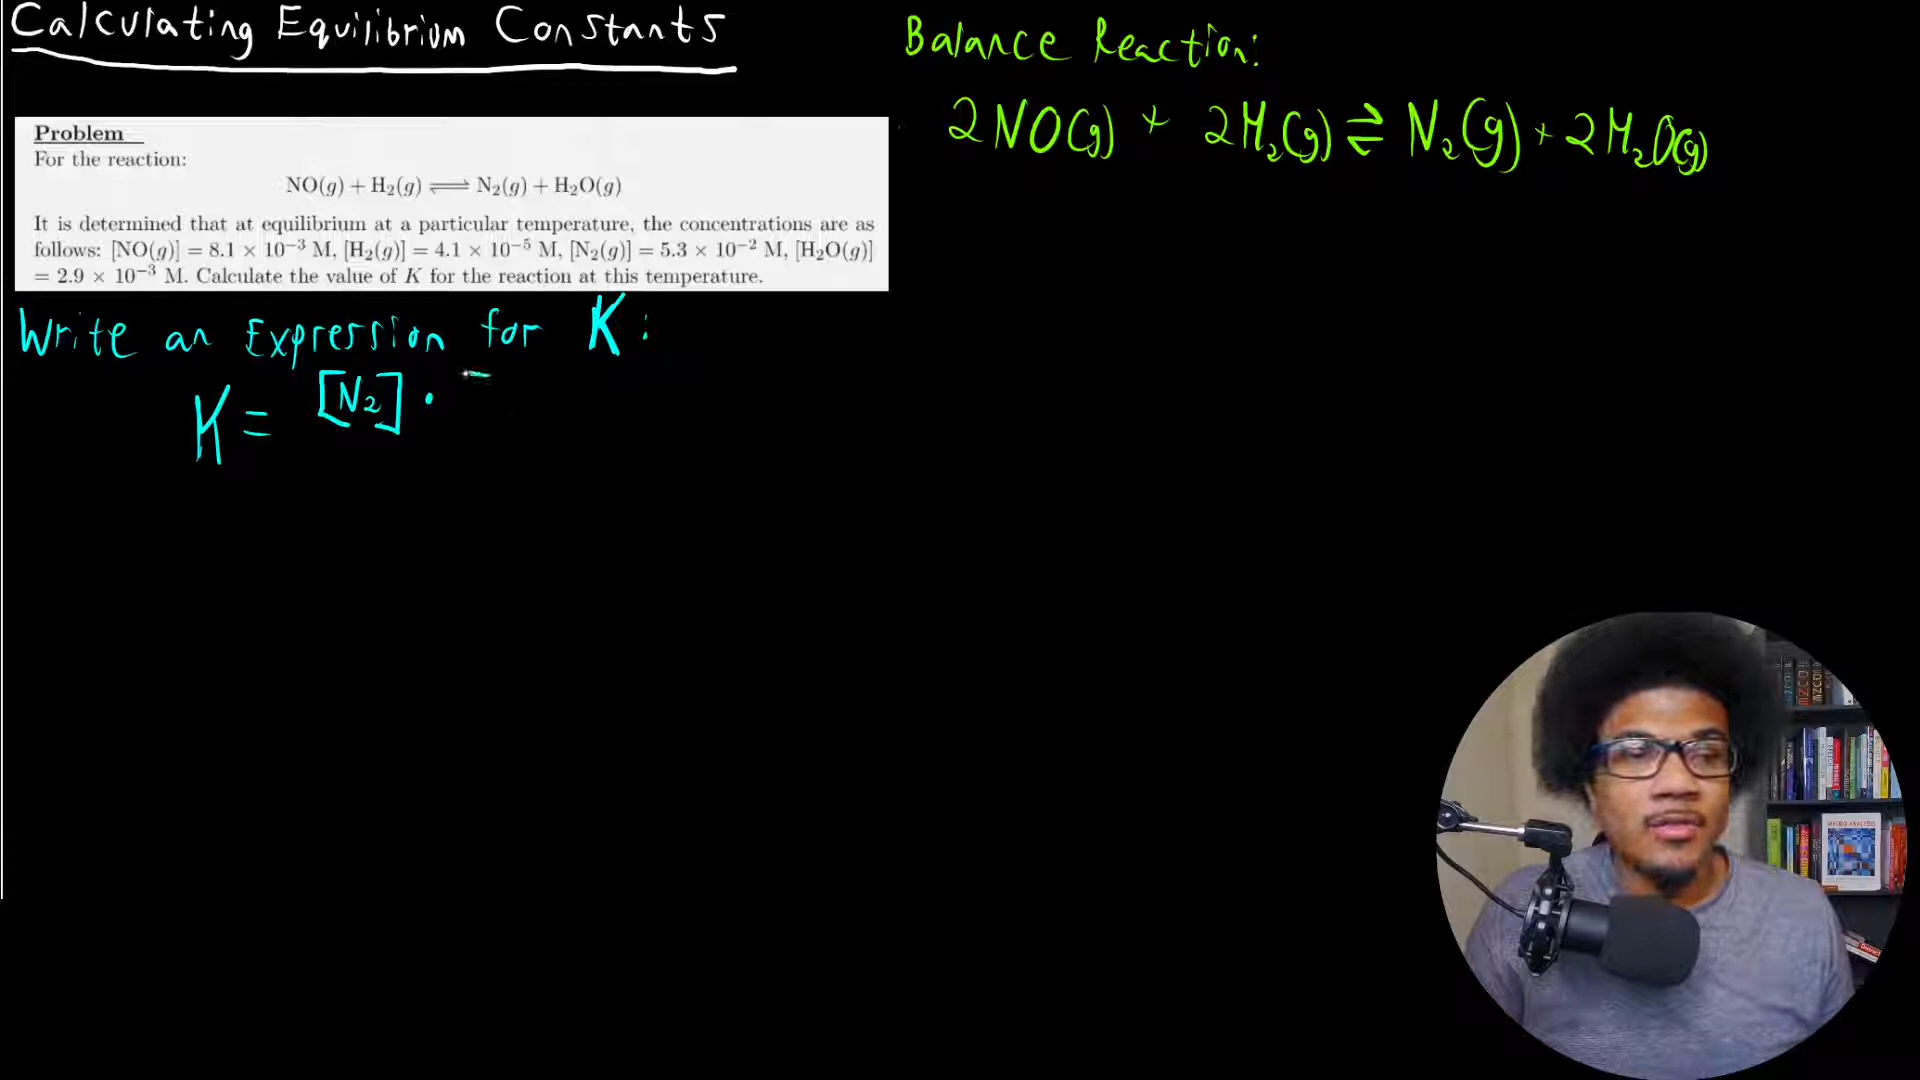 Calculating Equilibrium Constants
Problem
For the reaction:
NO(g) + H₂(g) ⇌ N₂(g) + H₂O(g)
It is determined that at equilibrium at a particular temperature, the concentrations are as
follows: [NO(g)] = 8.1 × 10⁻³ M, [H₂(g)] = 4.1 × 10⁻⁵ M, [N₂(g)] = 5.3 × 10⁻² M, [H₂O(g)]
= 2.9 × 10⁻³ M. Calculate the value of K for the reaction at this temperature.
Write an Expression for K:
K = [N₂] ·
Balance Reaction:
2NO(g) + 2H₂(g) ⇌ N₂(g) + 2H₂O(g)